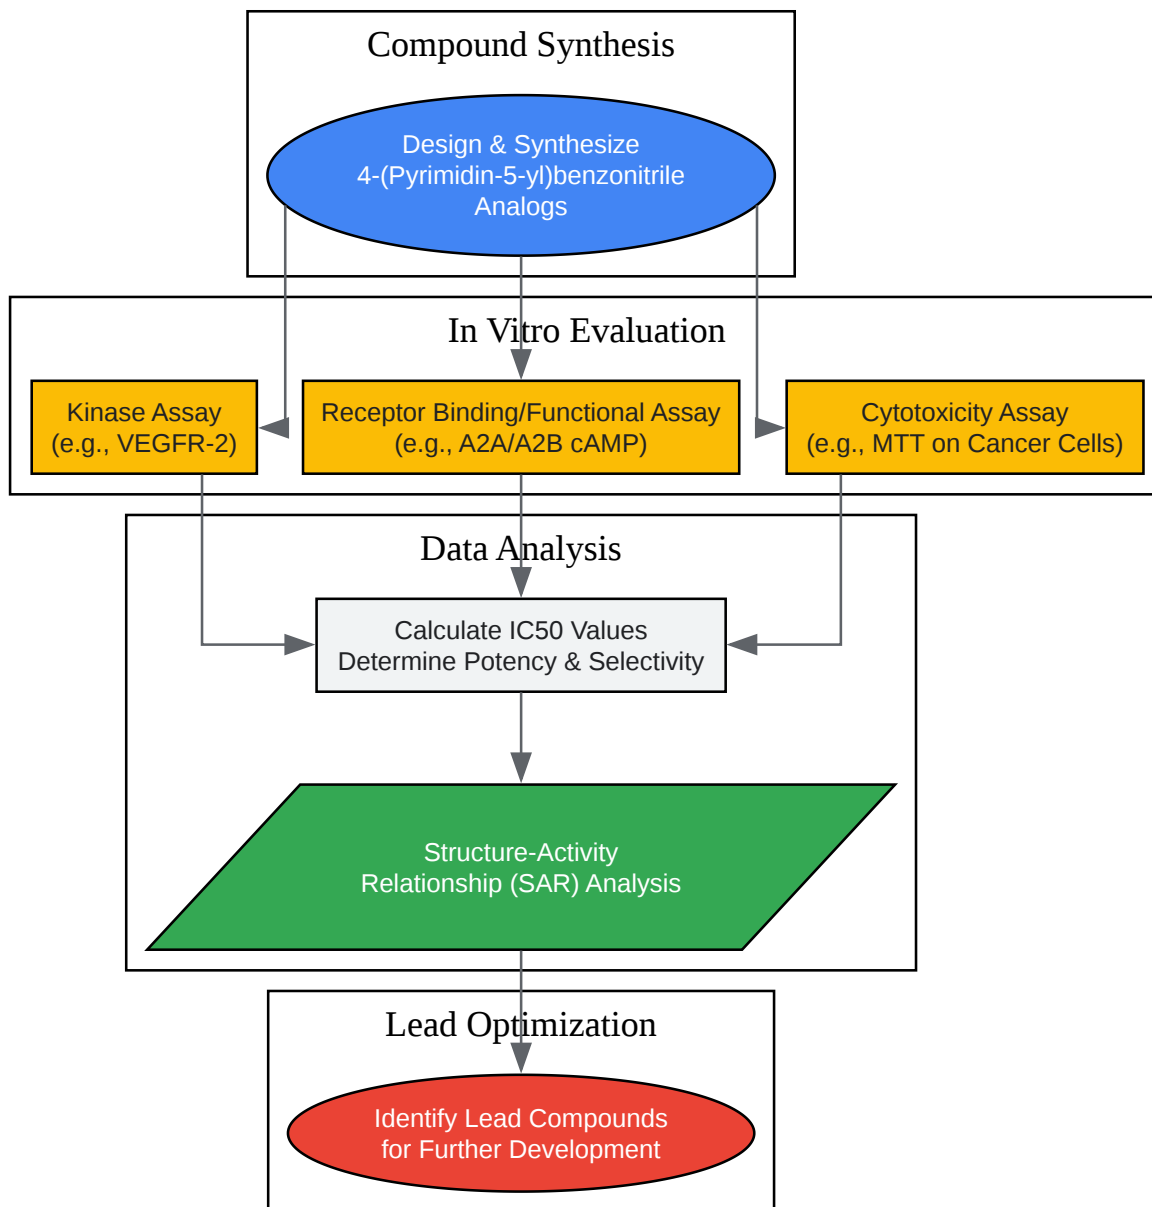 Compound Synthesis
Design & Synthesize
4-(Pyrimidin-5-yl)benzonitrile
Analogs
In Vitro Evaluation
Kinase Assay
(e.g., VEGFR-2)
Receptor Binding/Functional Assay
(e.g., A2A/A2B cAMP)
Cytotoxicity Assay
(e.g., MTT on Cancer Cells)
Data Analysis
Calculate IC50 Values
Determine Potency & Selectivity
Structure-Activity
Relationship (SAR) Analysis
Lead Optimization
Identify Lead Compounds
for Further Development